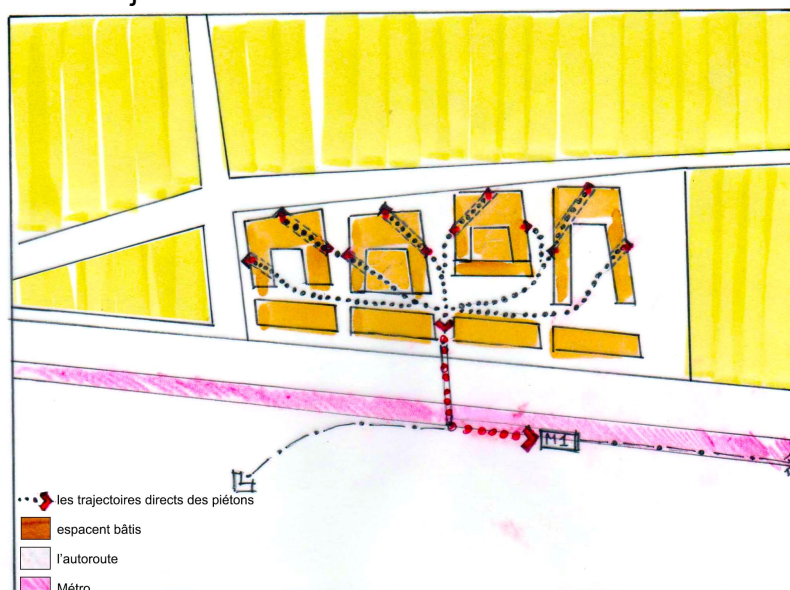 M1
les trajectoires directs des piétons
espacent bâtis
l'autoroute
Métro